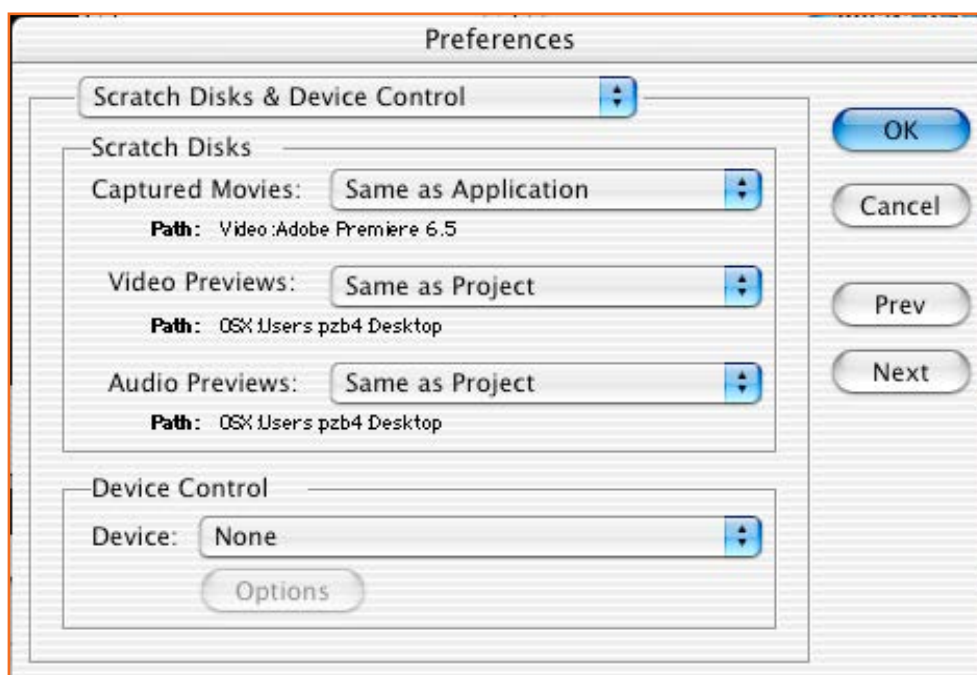 Preferences
Scratch Disks & Device Control
Scratch Disks
Captured Movies: Same as Application
Path: Video:Adobe Premiere 6.5
Video Previews: Same as Project
Path: OSX:Users:pzb4:Desktop
Audio Previews: Same as Project
Path: OSX:Users:pzb4:Desktop
Device Control
Device: None
Options
OK
Cancel
Prev
Next